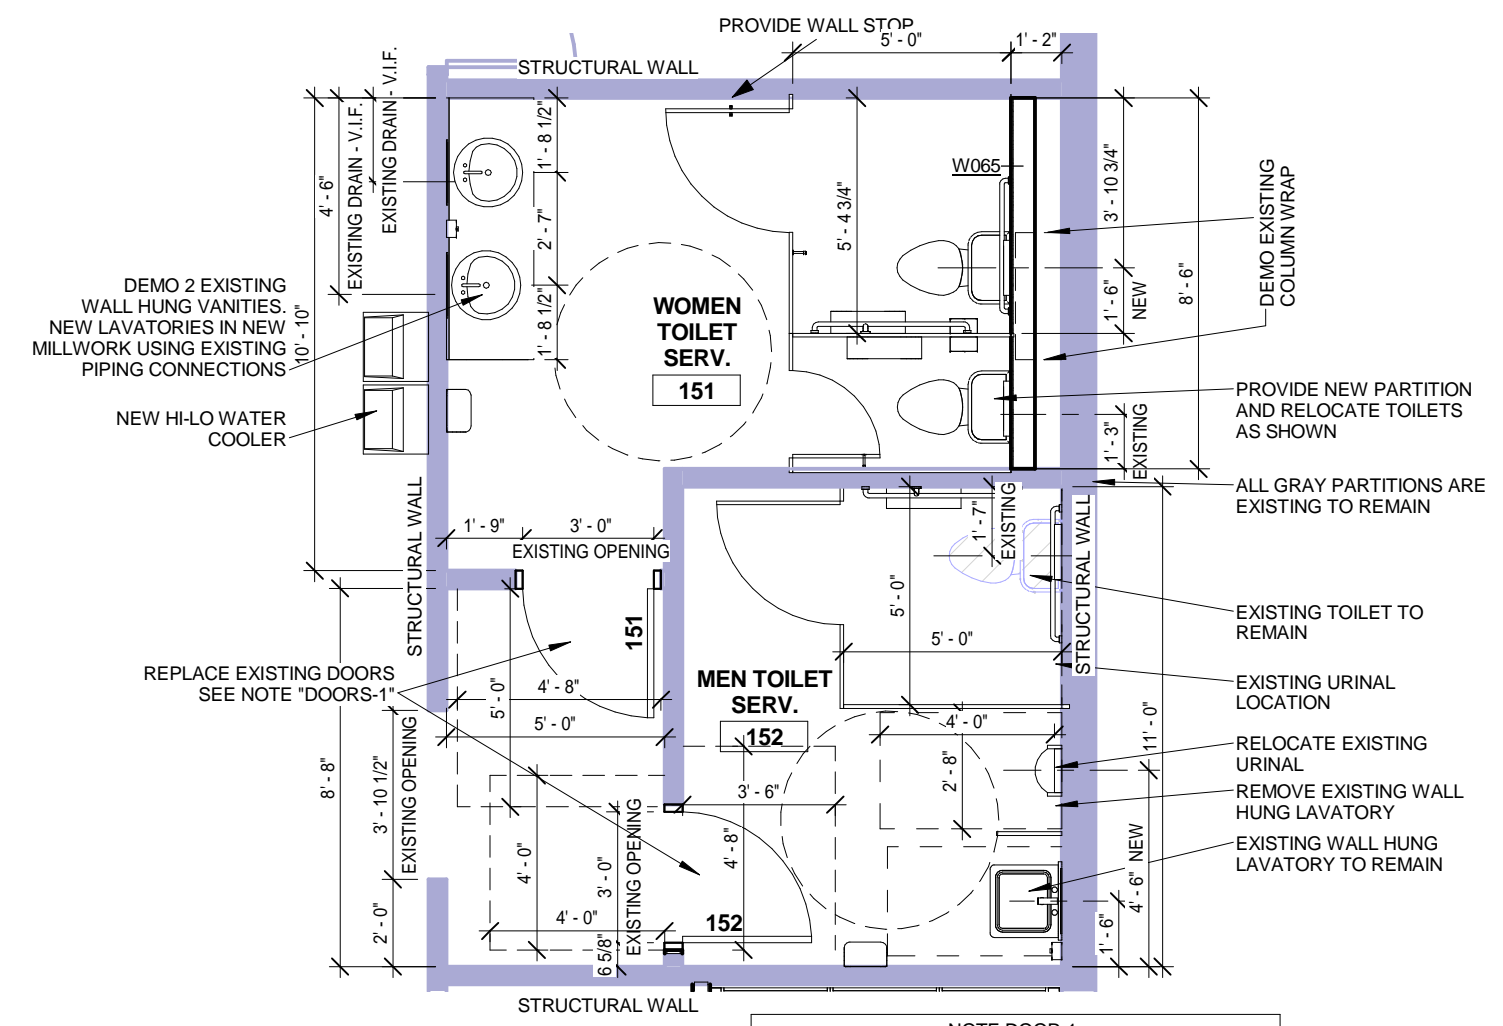 PROVIDE WALL STOP
5' - 0"
1' - 2"
STRUCTURAL WALL
EXISTING DRAIN - V.I.F.
EXISTING DRAIN - V.I.F.
4' - 6"
10' - 10"
1' - 8 1/2"
2' - 7"
1' - 8 1/2"
5' - 4 3/4"
W065
3' - 10 3/4"
1' - 6"
NEW
8' - 6"
DEMO EXISTING
COLUMN WRAP
DEMO 2 EXISTING
WALL HUNG VANITIES.
NEW LAVATORIES IN NEW
MILLWORK USING EXISTING
PIPING CONNECTIONS
WOMEN
TOILET
SERV.
151
NEW HI-LO WATER
COOLER
PROVIDE NEW PARTITION
AND RELOCATE TOILETS
AS SHOWN
1' - 3"
EXISTING
ALL GRAY PARTITIONS ARE
EXISTING TO REMAIN
STRUCTURAL WALL
1' - 9"
3' - 0"
EXISTING OPENING
1' - 7"
EXISTING
STRUCTURAL WALL
5' - 0"
5' - 0"
EXISTING TOILET TO
REMAIN
151
REPLACE EXISTING DOORS
SEE NOTE "DOORS-1"
5' - 0"
4' - 8"
5' - 0"
MEN TOILET
SERV.
152
EXISTING URINAL
LOCATION
4' - 0"
2' - 8"
11' - 0"
RELOCATE EXISTING
URINAL
8' - 8"
3' - 10 1/2"
EXISTING OPENING
3' - 6"
4' - 8"
REMOVE EXISTING WALL
HUNG LAVATORY
EXISTING WALL HUNG
LAVATORY TO REMAIN
4' - 6" NEW
1' - 6"
4' - 0"
3' - 0"
EXISTING OPENING
4' - 0"
6 5/8"
2' - 0"
152
STRUCTURAL WALL